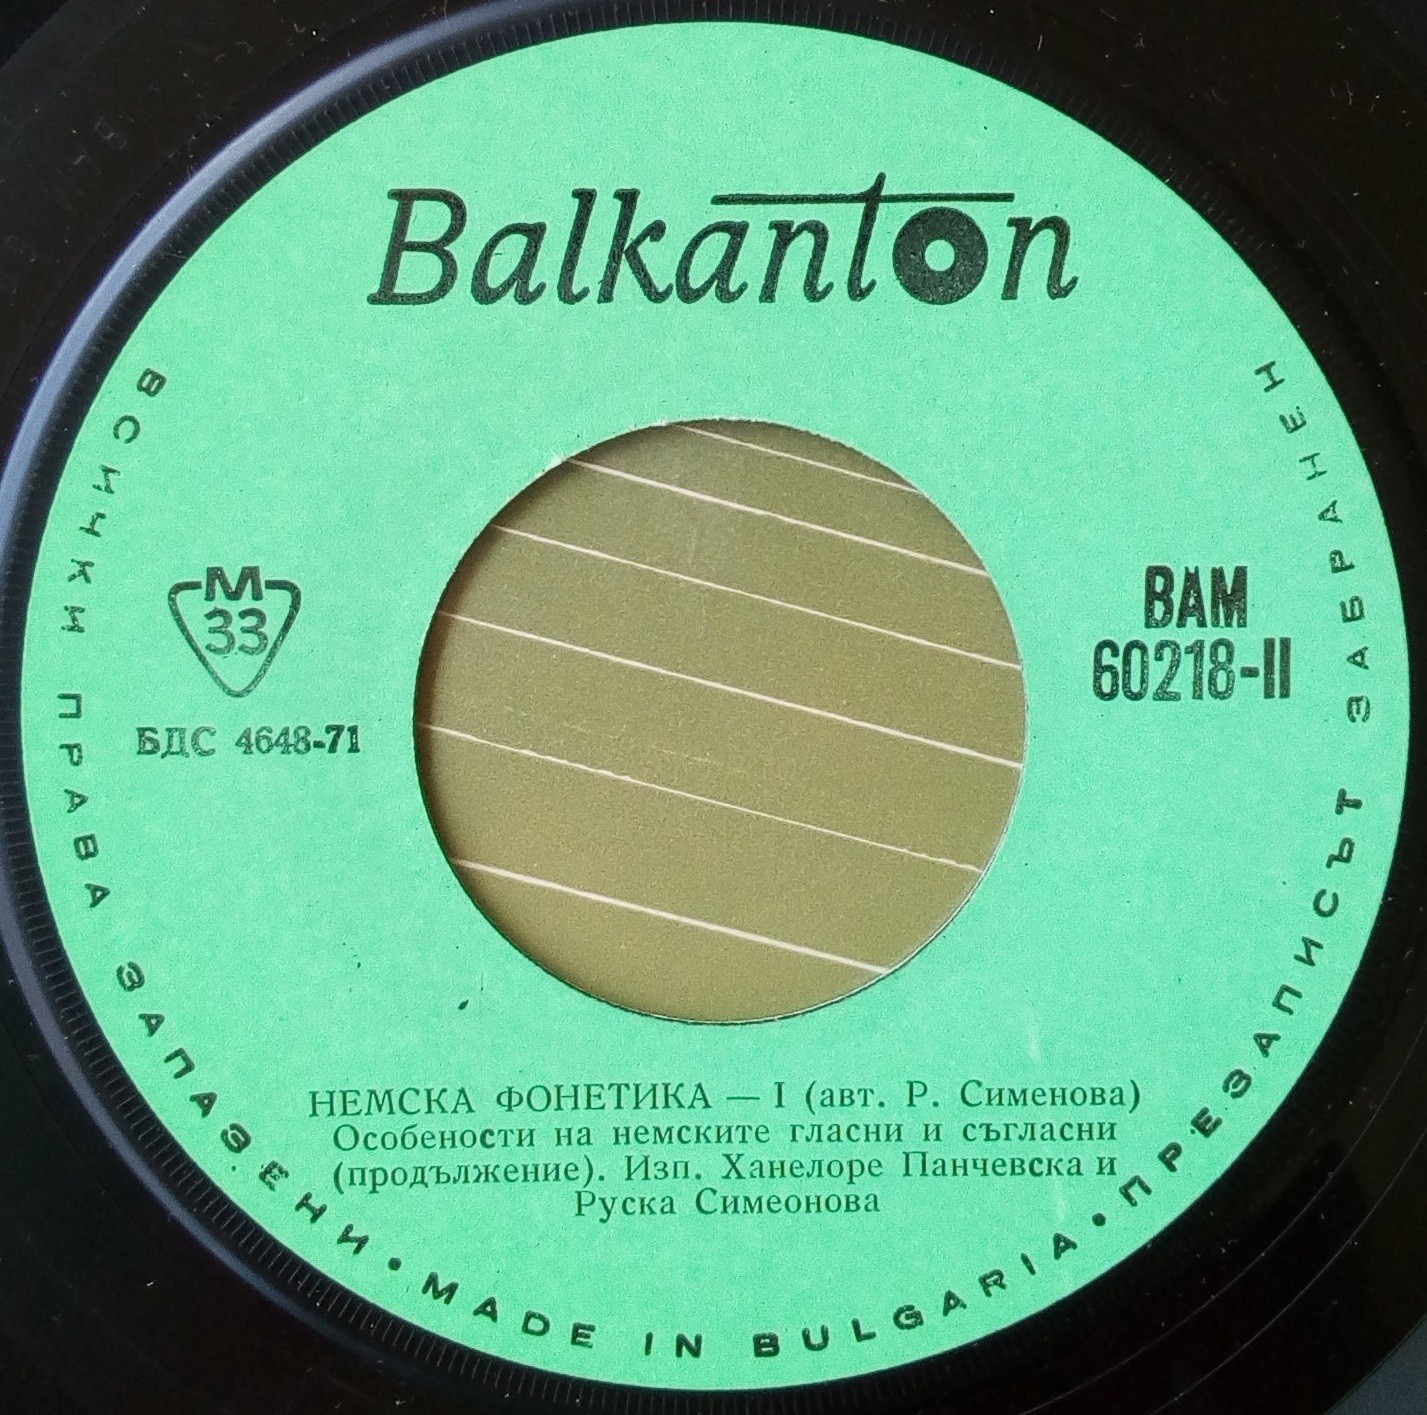 Balkanton
М
33
БДС 4648-71
ВАМ
60218-II
НЕМСКА ФОНЕТИКА — I (авт. Р. Сименова)
Особености на немските гласни и съгласни
(продължение). Изп. Ханелоре Панчевска и
Руска Симеонова
ВСИЧКИ ПРАВА ЗАПАЗЕНИ • MADE IN BULGARIA • ПРЕЗАПИСЪТ ЗАБРАНЕН